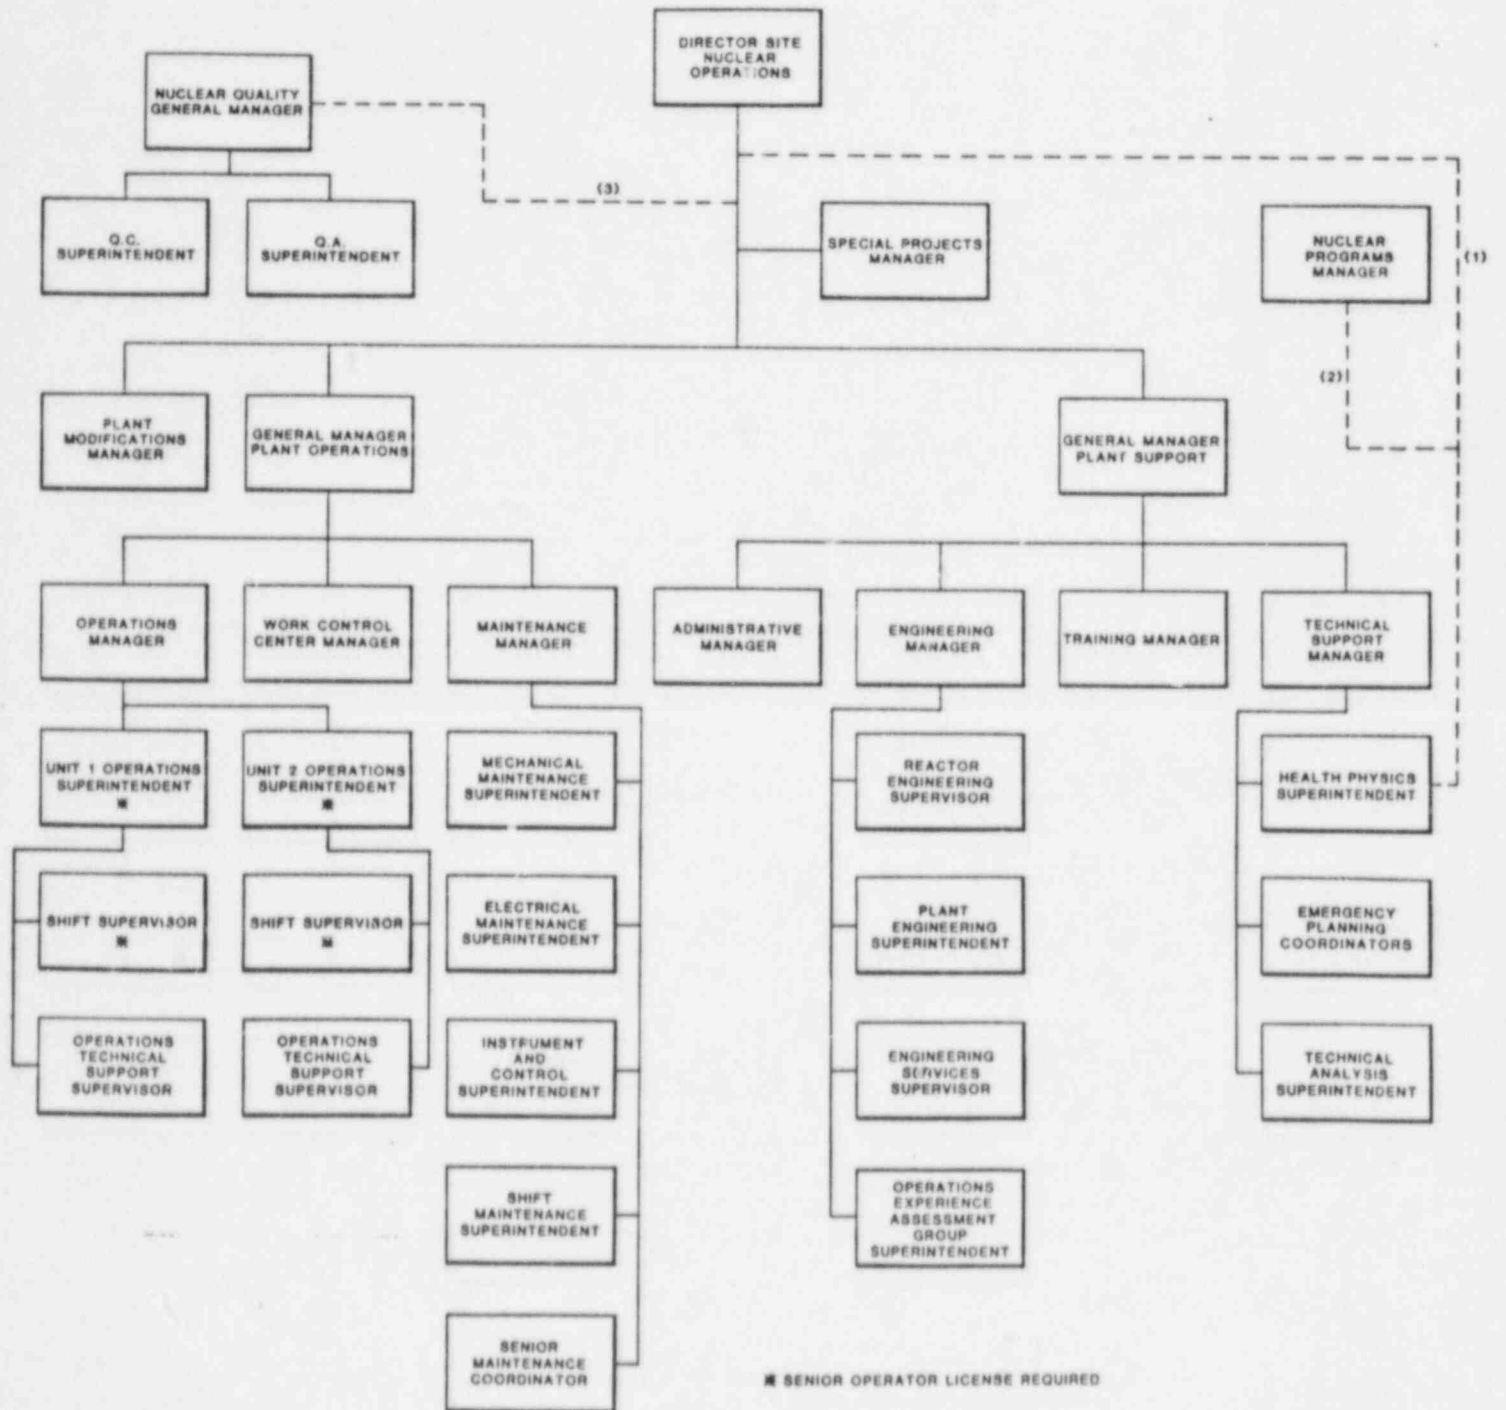 DIRECTOR SITE
NUCLEAR
OPERATIONS
NUCLEAR QUALITY
GENERAL MANAGER
(3)
Q.C.
SUPERINTENDENT
Q.A.
SUPERINTENDENT
SPECIAL PROJECTS
MANAGER
NUCLEAR
PROGRAMS
MANAGER
(1)
(2)
PLANT
MODIFICATIONS
MANAGER
GENERAL MANAGER
PLANT OPERATIONS
GENERAL MANAGER
PLANT SUPPORT
OPERATIONS
MANAGER
WORK CONTROL
CENTER MANAGER
MAINTENANCE
MANAGER
ADMINISTRATIVE
MANAGER
ENGINEERING
MANAGER
TRAINING MANAGER
TECHNICAL
SUPPORT
MANAGER
UNIT 1 OPERATIONS
SUPERINTENDENT
※
UNIT 2 OPERATIONS
SUPERINTENDENT
※
MECHANICAL
MAINTENANCE
SUPERINTENDENT
REACTOR
ENGINEERING
SUPERVISOR
HEALTH PHYSICS
SUPERINTENDENT
SHIFT SUPERVISOR
※
SHIFT SUPERVISOR
※
ELECTRICAL
MAINTENANCE
SUPERINTENDENT
PLANT
ENGINEERING
SUPERINTENDENT
EMERGENCY
PLANNING
COORDINATORS
OPERATIONS
TECHNICAL
SUPPORT
SUPERVISOR
OPERATIONS
TECHNICAL
SUPPORT
SUPERVISOR
INSTRUMENT
AND
CONTROL
SUPERINTENDENT
ENGINEERING
SERVICES
SUPERVISOR
TECHNICAL
ANALYSIS
SUPERINTENDENT
SHIFT
MAINTENANCE
SUPERINTENDENT
OPERATIONS
EXPERIENCE
ASSESSMENT
GROUP
SUPERINTENDENT
SENIOR
MAINTENANCE
COORDINATOR
※ SENIOR OPERATOR LICENSE REQUIRED